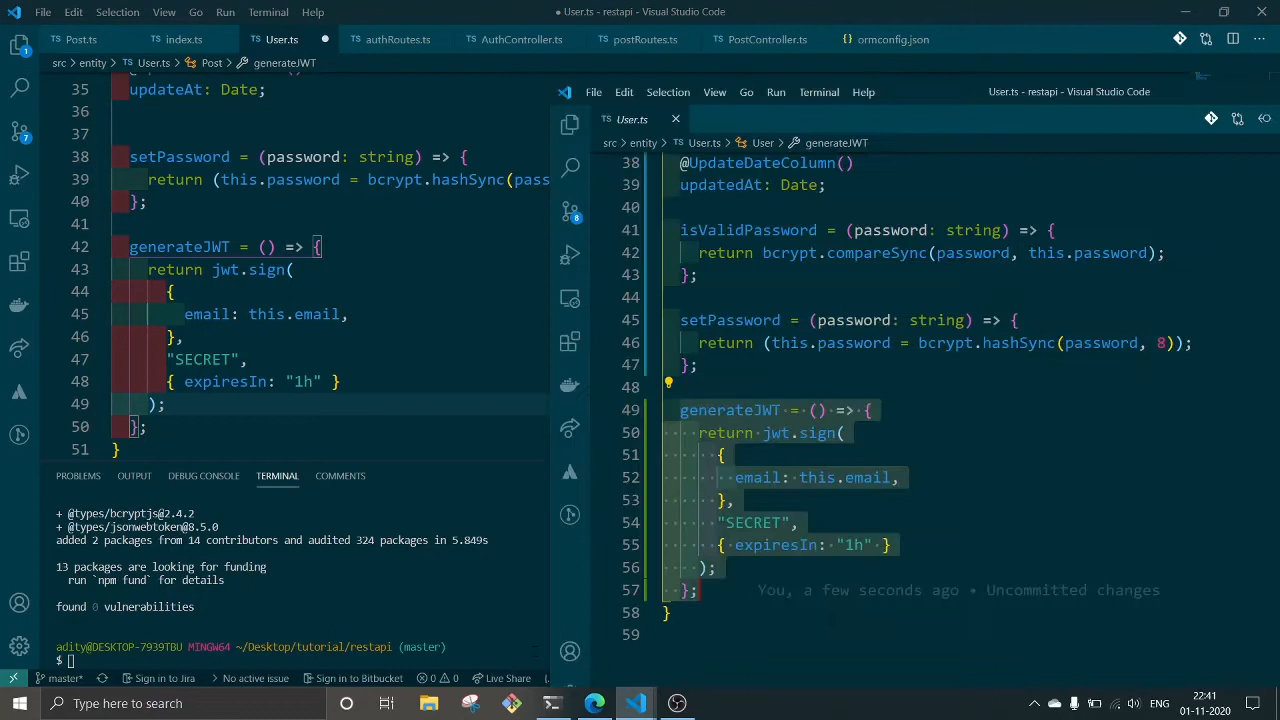 File Edit Selection View Go Run Terminal Help
● User.ts - restapi - Visual Studio Code
Post.ts index.ts User.ts ● authRoutes.ts AuthController.ts postRoutes.ts PostController.ts {} ormconfig.json ···
src > entity > User.ts > Post > generateJWT
35 updateAt: Date;
36
37
38 setPassword = (password: string) => {
39 return (this.password = bcrypt.hashSync(pass
40 };
41
42 generateJWT = () => {
43 return jwt.sign(
44 {
45 email: this.email,
46 },
47 "SECRET",
48 { expiresIn: "1h" }
49 );
50 };
51 }
PROBLEMS OUTPUT DEBUG CONSOLE TERMINAL COMMENTS
+ @types/bcryptjs@2.4.2
+ @types/jsonwebtoken@8.5.0
added 2 packages from 14 contributors and audited 324 packages in 5.849s
13 packages are looking for funding
run `npm fund` for details
found 0 vulnerabilities
adity@DESKTOP-7939TBU MINGW64 ~/Desktop/tutorial/restapi (master)
$
master* Sign in to Jira No active issue Sign in to Bitbucket 0 0 Live Share
1
7
File Edit Selection View Go Run Terminal Help
User.ts - restapi - Visual Studio Code
User.ts
src > entity > User.ts > User > generateJWT
8
38 @UpdateDateColumn()
39 updatedAt: Date;
40
41 isValidPassword = (password: string) => {
42 return bcrypt.compareSync(password, this.password);
43 };
44
45 setPassword = (password: string) => {
46 return (this.password = bcrypt.hashSync(password, 8));
47 };
48
49 generateJWT = () => {
50 return jwt.sign(
51 {
52 email: this.email,
53 },
54 "SECRET",
55 { expiresIn: "1h" }
56 );
57 }; You, a few seconds ago • Uncommitted changes
58 }
59
Type here to search
ENG
22:41
01-11-2020